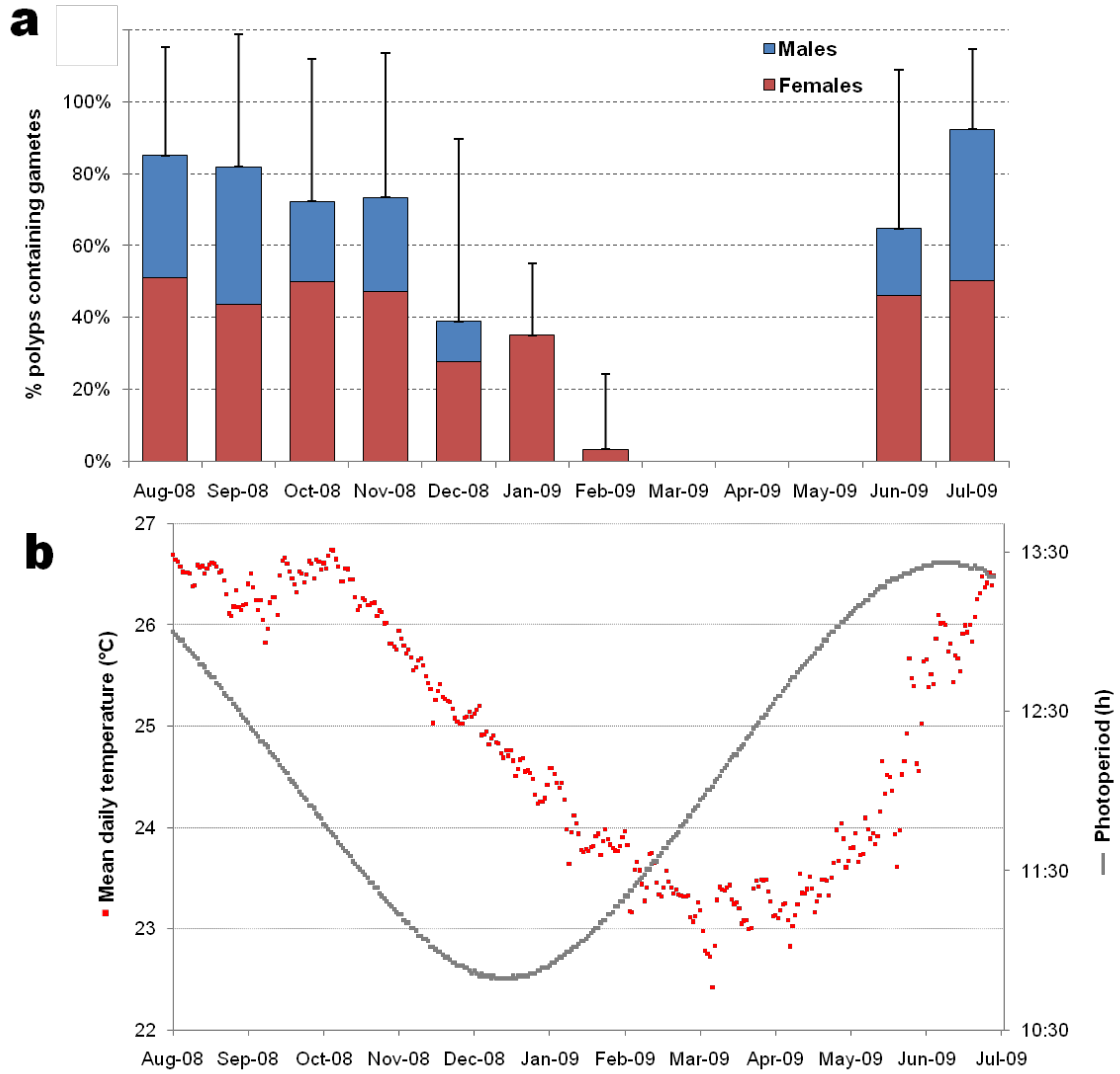 a
Males
Females
% polyps containing gametes
100%
80%
60%
40%
20%
0%
Aug-08 Sep-08 Oct-08 Nov-08 Dec-08 Jan-09 Feb-09 Mar-09 Apr-09 May-09 Jun-09 Jul-09
b
Mean daily temperature (°C)
27
26
25
24
23
22
13:30
12:30
11:30
10:30
Photoperiod (h)
Aug-08 Sep-08 Oct-08 Nov-08 Dec-08 Jan-09 Feb-09 Mar-09 Apr-09 May-09 Jun-09 Jul-09